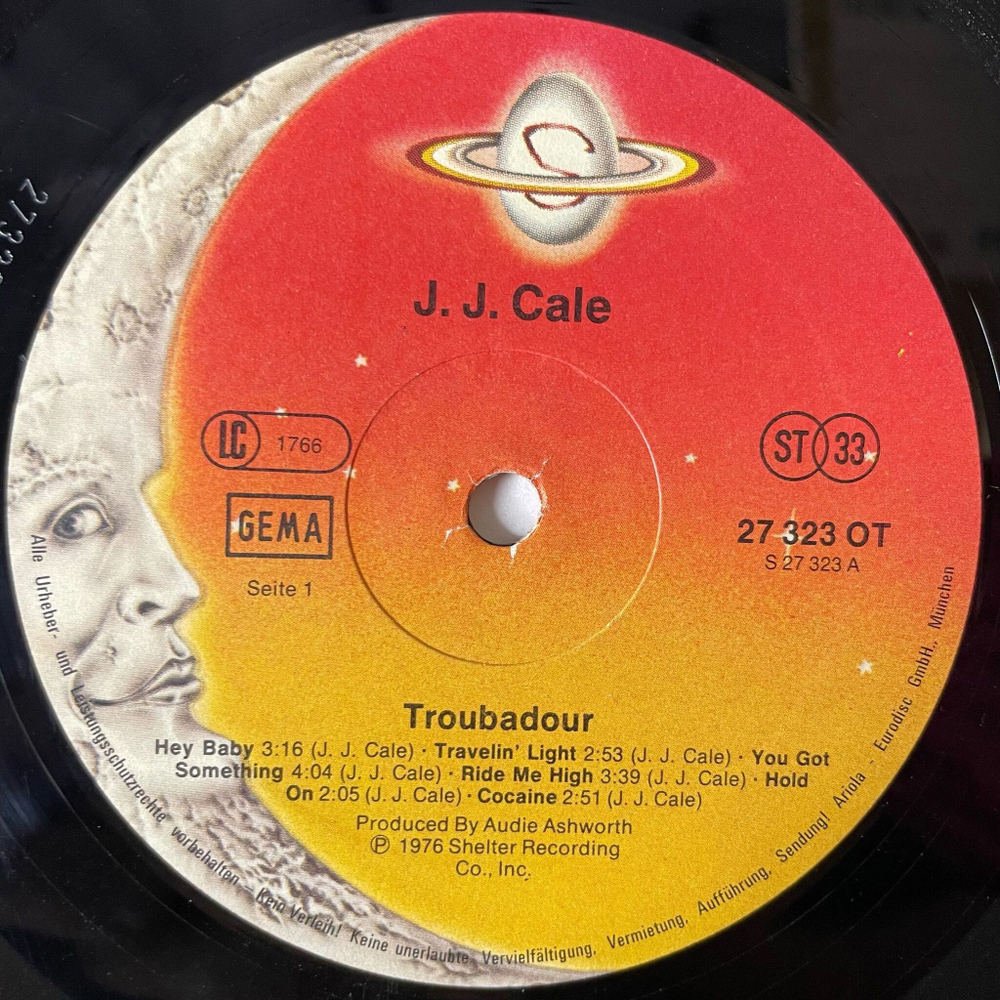 J. J. Cale
LC 1766
ST 33
GEMA
27 323 OT
S 27 323 A
Seite 1
Troubadour
Hey Baby 3:16 (J. J. Cale) · Travelin' Light 2:53 (J. J. Cale) · You Got
Something 4:04 (J. J. Cale) · Ride Me High 3:39 (J. J. Cale) · Hold
On 2:05 (J. J. Cale) · Cocaine 2:51 (J. J. Cale)
Produced By Audie Ashworth
℗ 1976 Shelter Recording
Co., Inc.
Alle Urheber- und Leistungsschutzrechte vorbehalten – Kein Verleih! Keine unerlaubte Vervielfältigung, Vermietung, Aufführung, Sendung! Ariola - Eurodisc GmbH., München